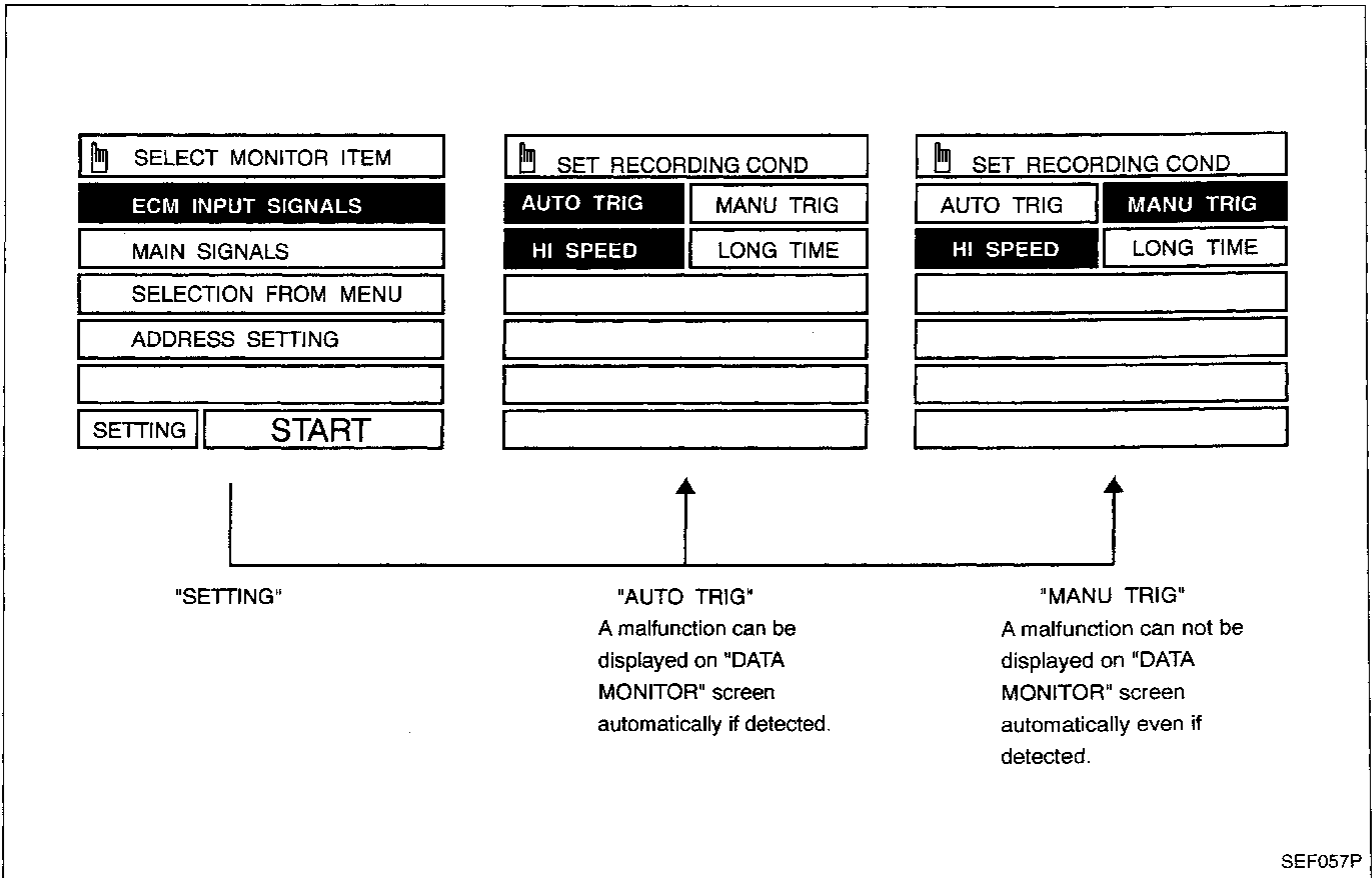 SELECT MONITOR ITEM
ECM INPUT SIGNALS
MAIN SIGNALS
SELECTION FROM MENU
ADDRESS SETTING
SETTING
START
SET RECORDING COND
AUTO TRIG
MANU TRIG
HI SPEED
LONG TIME
SET RECORDING COND
AUTO TRIG
MANU TRIG
HI SPEED
LONG TIME
"SETTING"
"AUTO TRIG"
A malfunction can be
displayed on "DATA
MONITOR" screen
automatically if detected.
"MANU TRIG"
A malfunction can not be
displayed on "DATA
MONITOR" screen
automatically even if
detected.
SEF057P